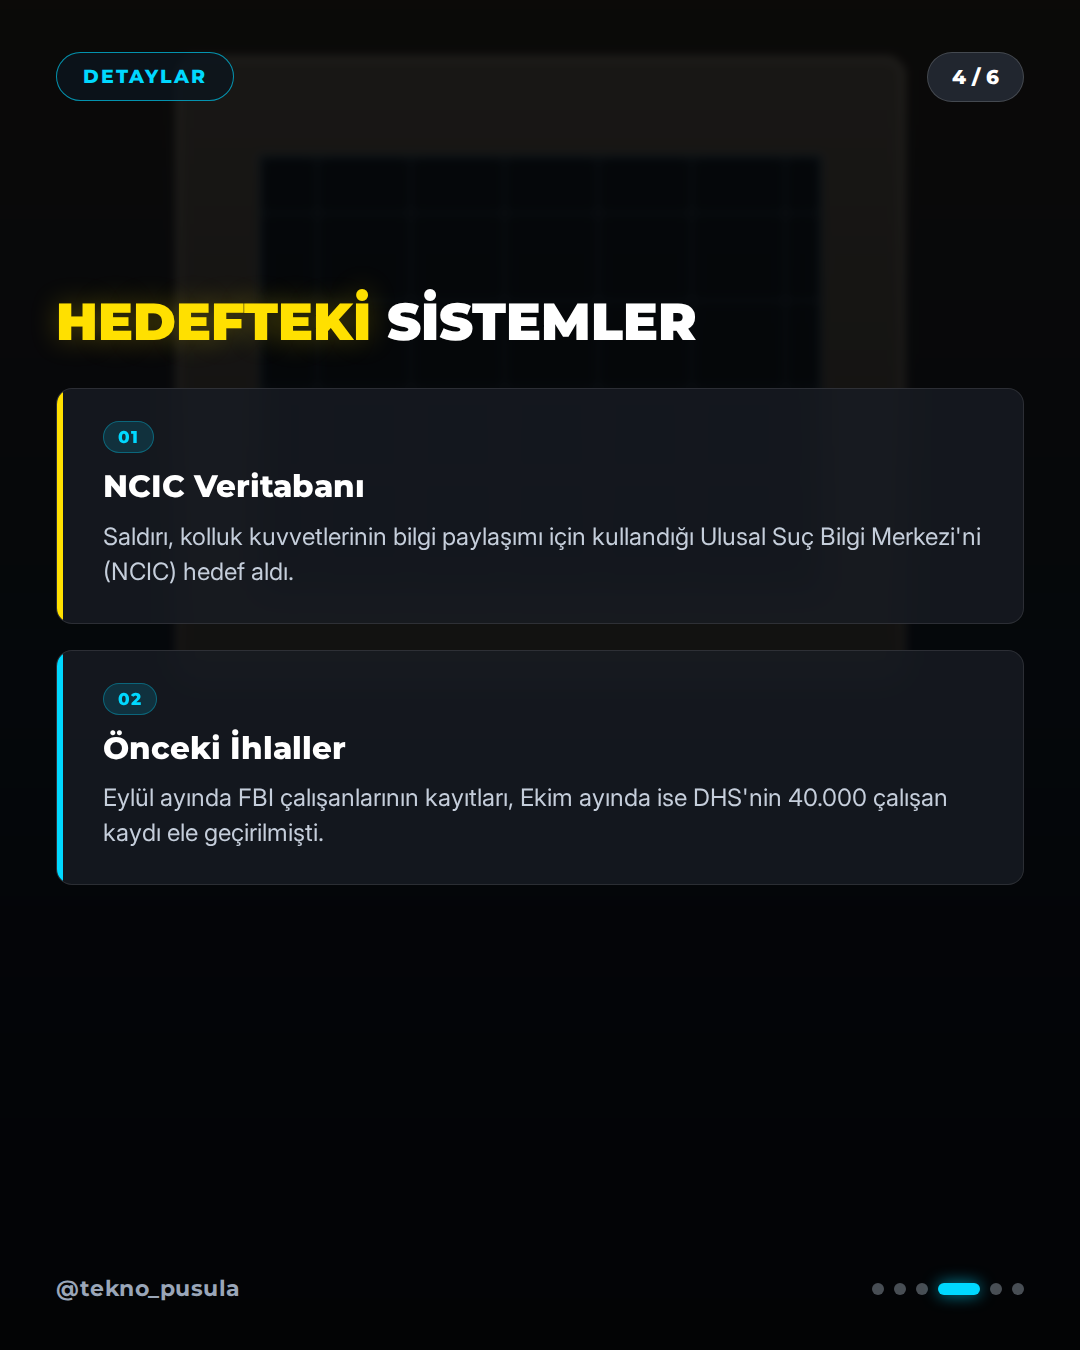 DETAYLAR
4 / 6
HEDEFTEKİ SİSTEMLER
01
NCIC Veritabanı
Saldırı, kolluk kuvvetlerinin bilgi paylaşımı için kullandığı Ulusal Suç Bilgi Merkezi'ni
(NCIC) hedef aldı.
02
Önceki İhlaller
Eylül ayında FBI çalışanlarının kayıtları, Ekim ayında ise DHS'nin 40.000 çalışan
kaydı ele geçirilmişti.
@tekno_pusula